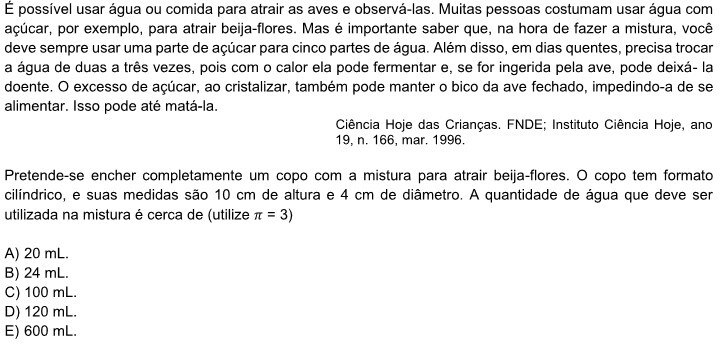 É possível usar água ou comida para atrair as aves e observá-las. Muitas pessoas costumam usar água com
açúcar, por exemplo, para atrair beija-flores. Mas é importante saber que, na hora de fazer a mistura, você
deve sempre usar uma parte de açúcar para cinco partes de água. Além disso, em dias quentes, precisa trocar
a água de duas a três vezes, pois com o calor ela pode fermentar e, se for ingerida pela ave, pode deixá- la
doente. O excesso de açúcar, ao cristalizar, também pode manter o bico da ave fechado, impedindo-a de se
alimentar. Isso pode até matá-la.
Ciência Hoje das Crianças. FNDE; Instituto Ciência Hoje, ano
19, n. 166, mar. 1996.
Pretende-se encher completamente um copo com a mistura para atrair beija-flores. O copo tem formato
cilíndrico, e suas medidas são 10 cm de altura e 4 cm de diâmetro. A quantidade de água que deve ser
utilizada na mistura é cerca de (utilize π = 3)
A) 20 mL.
B) 24 mL.
C) 100 mL.
D) 120 mL.
E) 600 mL.